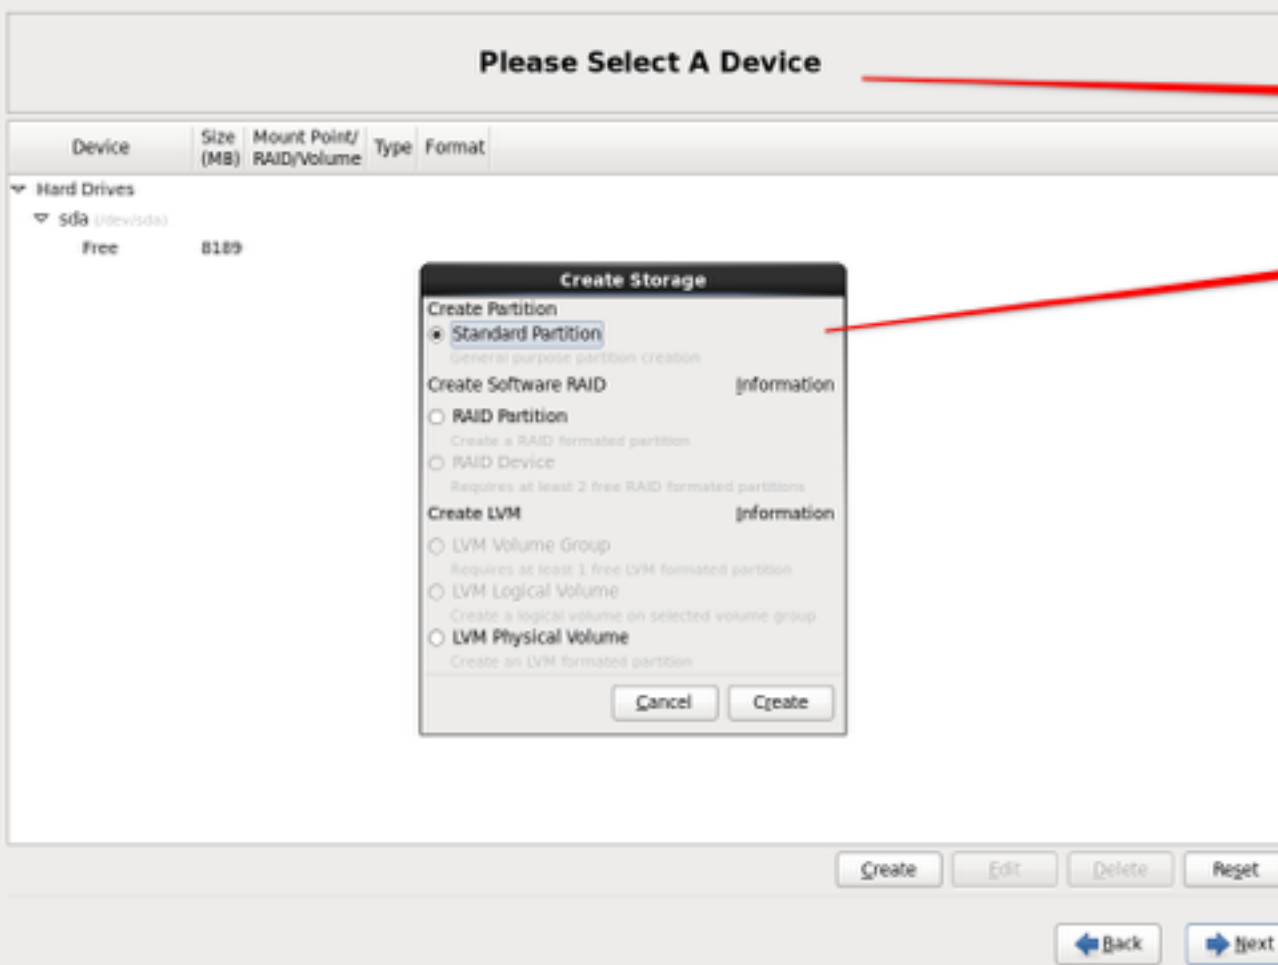 Please Select A Device
Device
Size (MB)
Mount Point/ RAID/Volume
Type
Format
Hard Drives
sda (/dev/sda)
Free 8189
Create Storage
Create Partition
Standard Partition
General purpose partition creation
Create Software RAID Information
RAID Partition
Create a RAID formated partition
RAID Device
Requires at least 2 free RAID formated partitions
Create LVM Information
LVM Volume Group
Requires at least 1 free LVM formated partition
LVM Logical Volume
Create a logical volume on selected volume group
LVM Physical Volume
Create an LVM formated partition
Cancel Create
Create Edit Delete Reset
Back Next